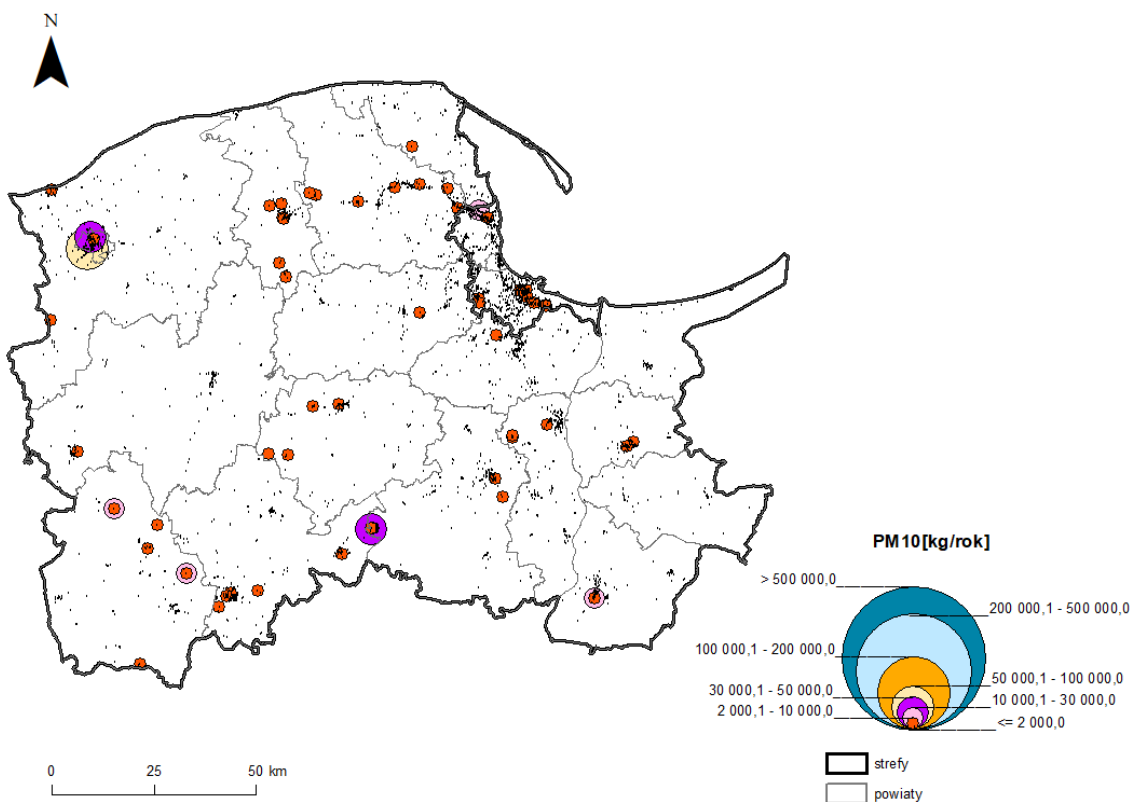 N
PM10[kg/rok]
> 500 000,0
200 000,1 - 500 000,0
100 000,1 - 200 000,0
50 000,1 - 100 000,0
30 000,1 - 50 000,0
10 000,1 - 30 000,0
2 000,1 - 10 000,0
<= 2 000,0
strefy
powiaty
0 25 50 km